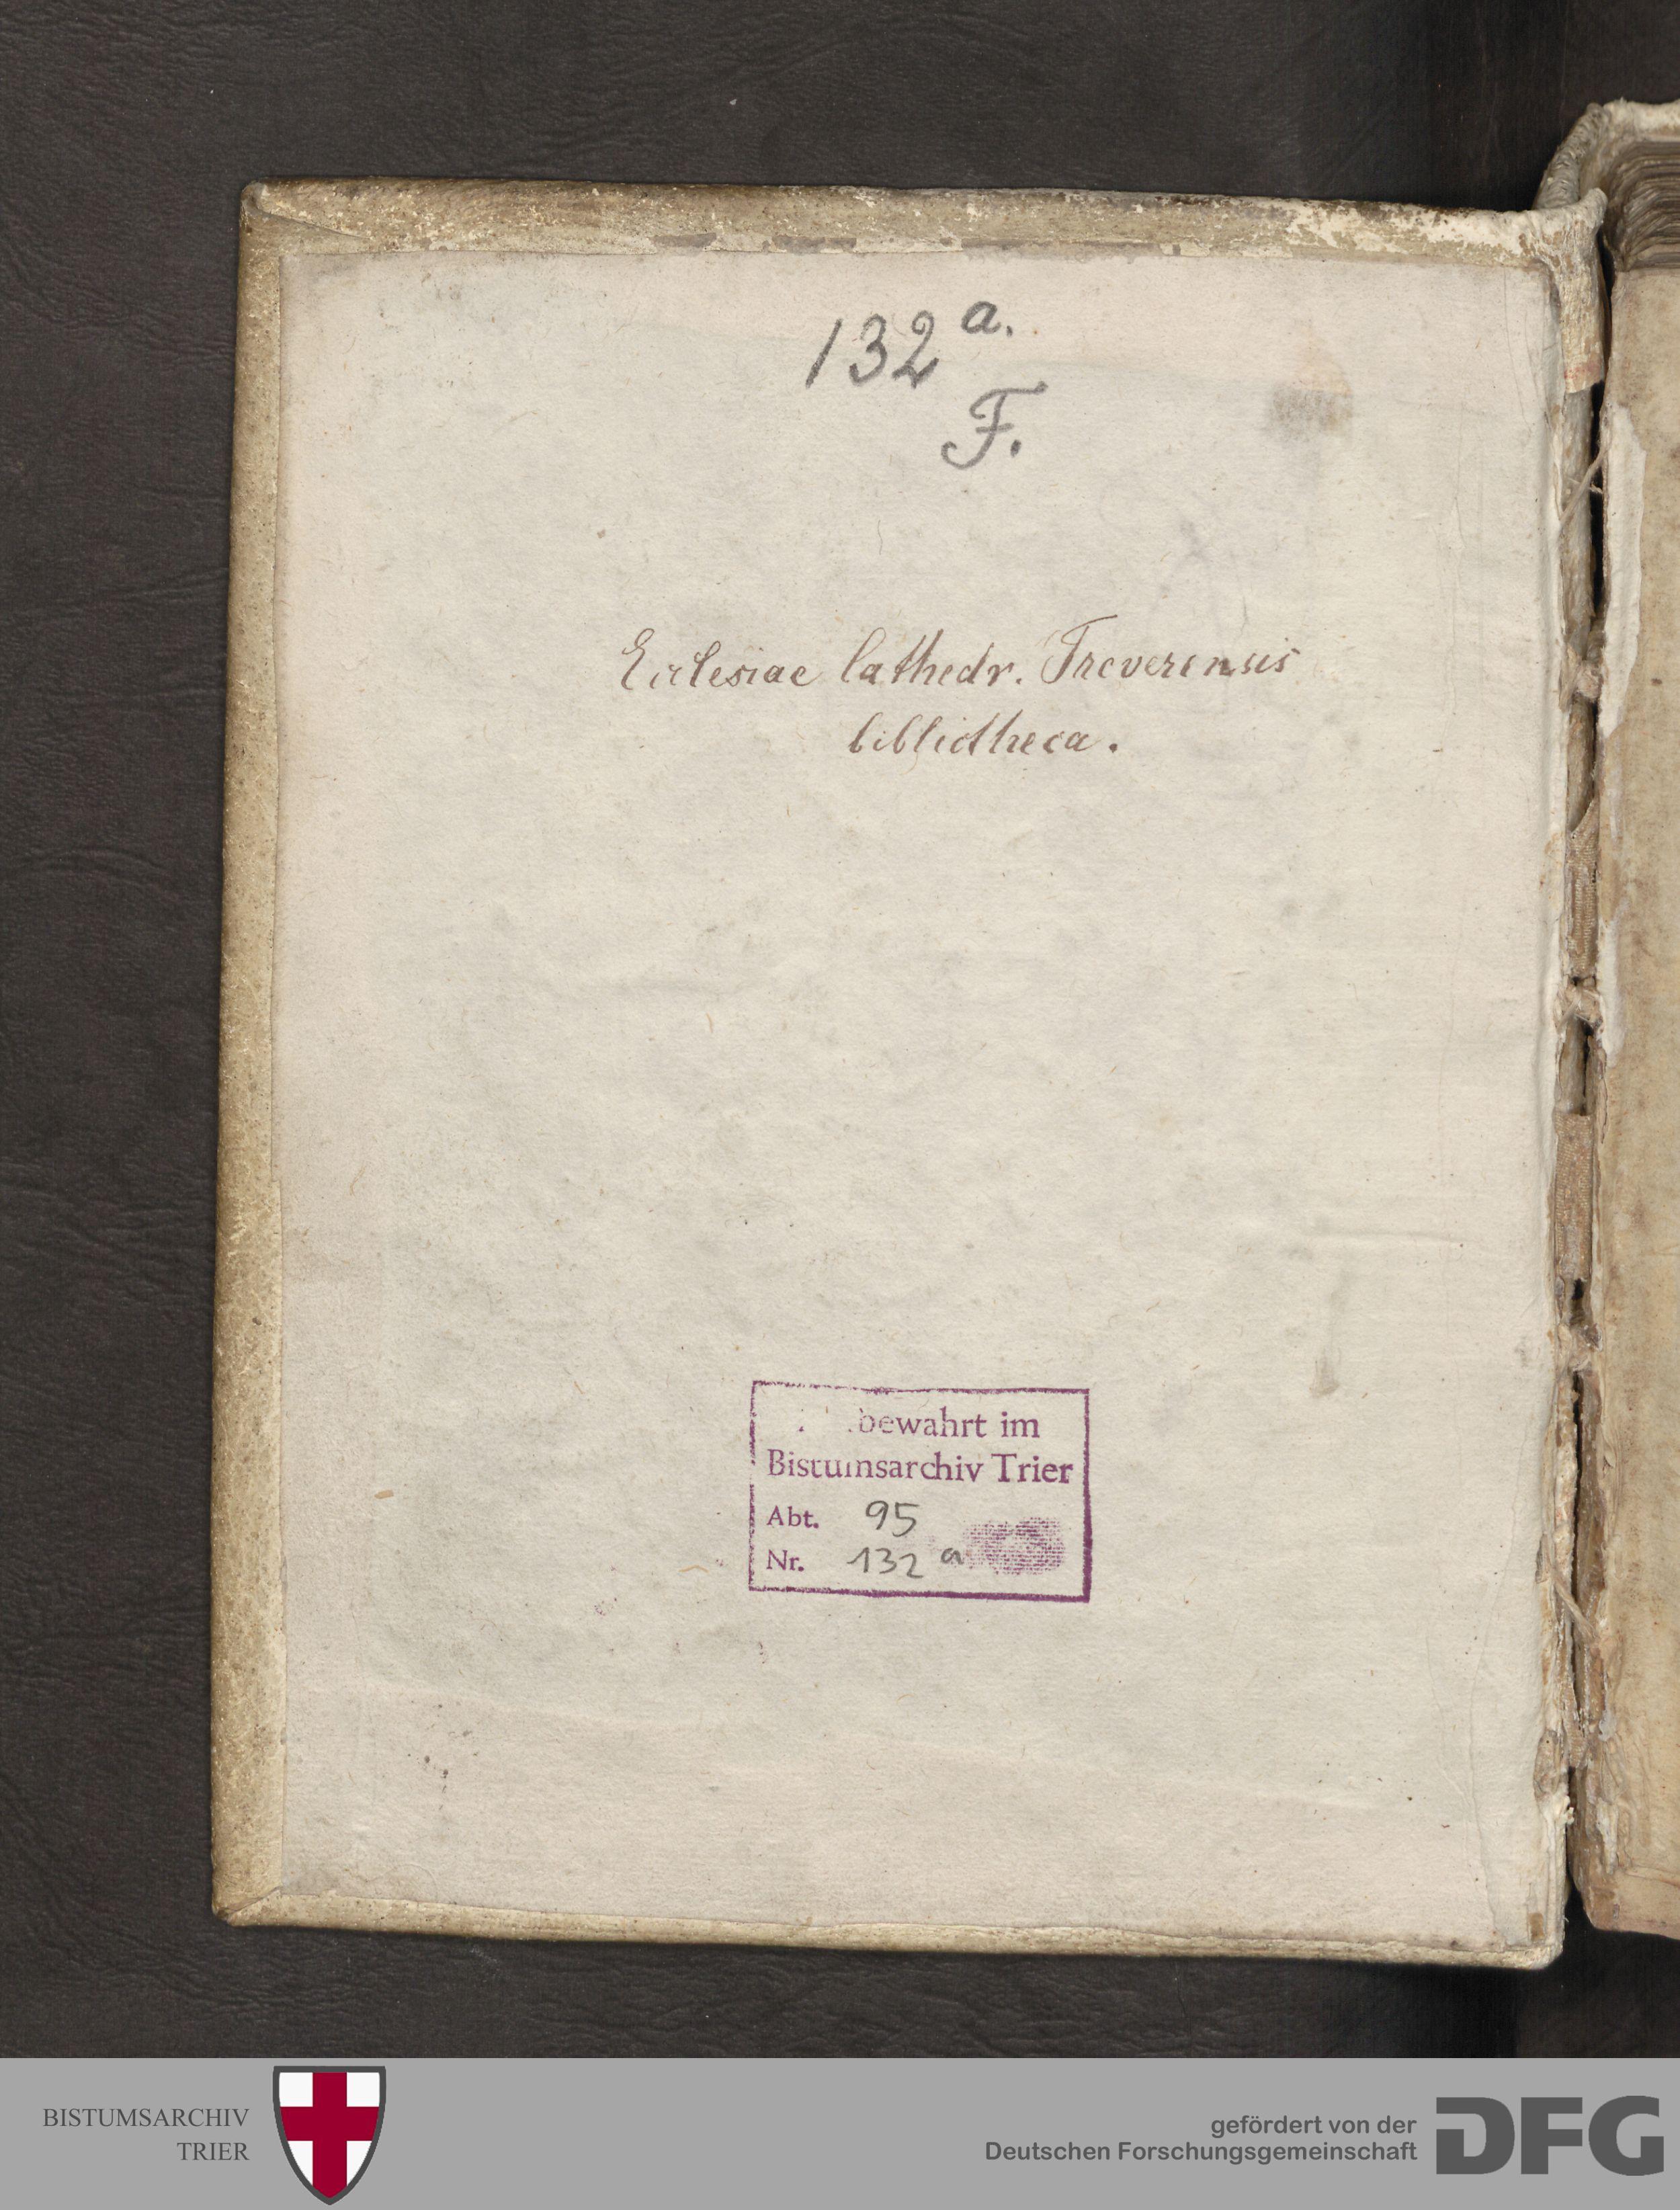 132 a.
F.
Ecclesiae Cathedr. Treverensis
bibliotheca.
bewahrt im
Bistumsarchiv Trier
Abt. 95
Nr. 132 a
BISTUMSARCHIV
TRIER
gefördert von der
Deutschen Forschungsgemeinschaft
DFG